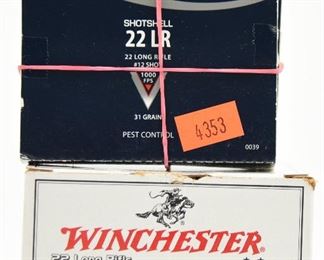 SHOTSHELL
22 LR
22 LONG RIFLE
#12 SHOT
1000
FPS
31 GRAIN
PEST CONTROL
4353
0039
WINCHESTER
22 Long Rifle